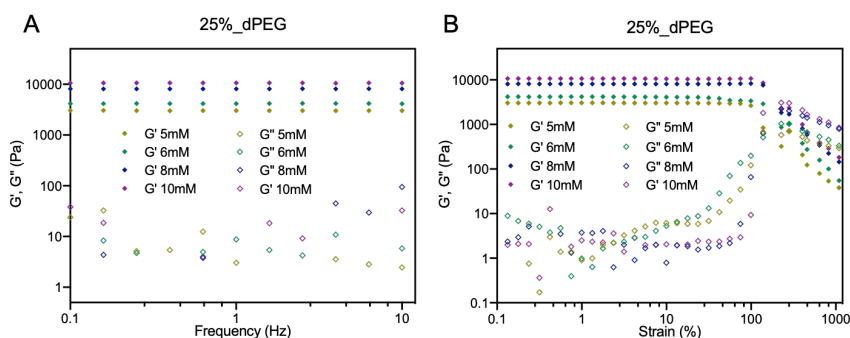 A
25%_dPEG
G', G'' (Pa)
10000
1000
100
10
1
G' 5mM
G' 6mM
G' 8mM
G' 10mM
G'' 5mM
G'' 6mM
G'' 8mM
G' 10mM
0.1
1
10
Frequency (Hz)
B
25%_dPEG
G', G'' (Pa)
10000
1000
100
10
1
0.1
G' 5mM
G' 6mM
G' 8mM
G' 10mM
G'' 5mM
G'' 6mM
G'' 8mM
G' 10mM
0.1
1
10
100
1000
Strain (%)